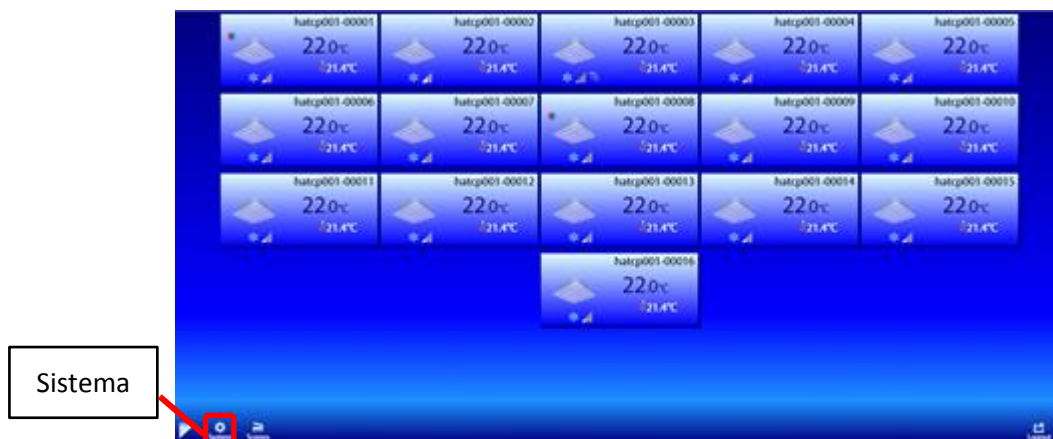 hatcp001-00001 hatcp001-00002 hatcp001-00003 hatcp001-00004 hatcp001-00005
22.0℃ 22.0℃ 22.0℃ 22.0℃ 22.0℃
21.4℃ 21.4℃ 21.4℃ 21.4℃ 21.4℃
hatcp001-00006 hatcp001-00007 hatcp001-00008 hatcp001-00009 hatcp001-00010
22.0℃ 22.0℃ 22.0℃ 22.0℃ 22.0℃
21.4℃ 21.4℃ 21.4℃ 21.4℃ 21.4℃
hatcp001-00011 hatcp001-00012 hatcp001-00013 hatcp001-00014 hatcp001-00015
22.0℃ 22.0℃ 22.0℃ 22.0℃ 22.0℃
21.4℃ 21.4℃ 21.4℃ 21.4℃ 21.4℃
hatcp001-00016
22.0℃
21.4℃
Sistema